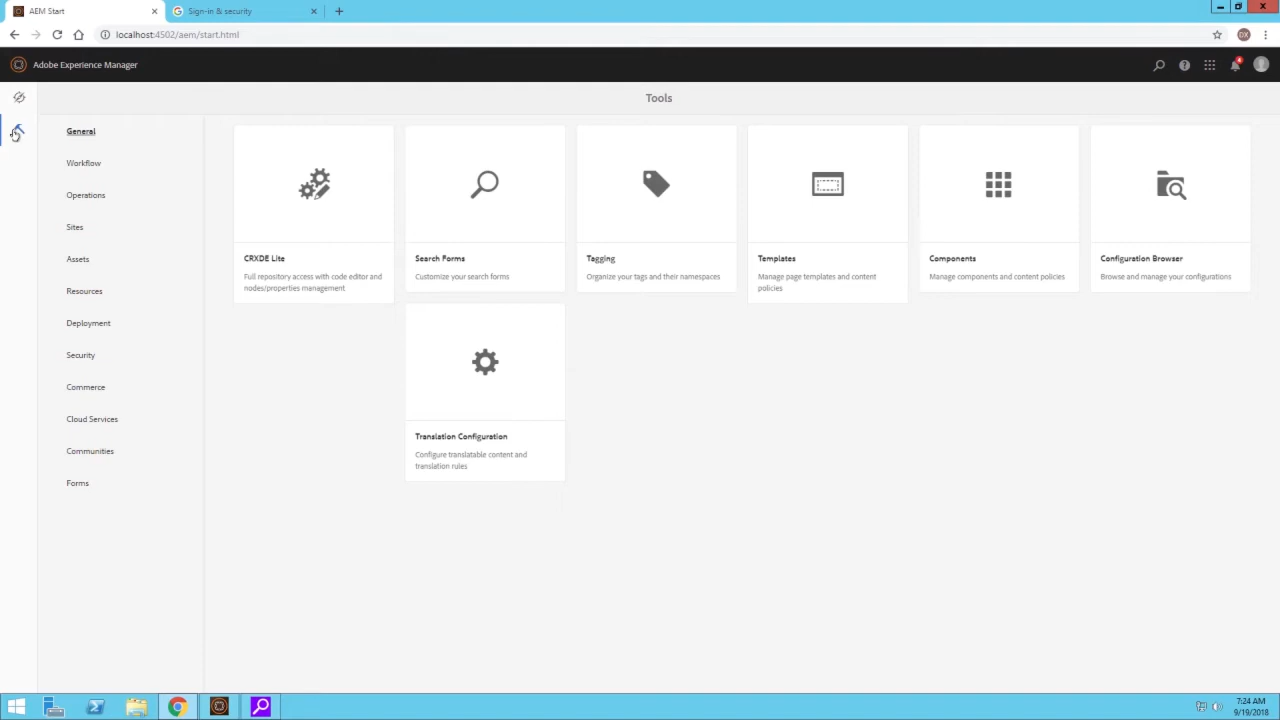 AEM Start
Sign-in & security
localhost:4502/aem/start.html
DX
Adobe Experience Manager
Tools
General
Workflow
Operations
Sites
Assets
Resources
Deployment
Security
Commerce
Cloud Services
Communities
Forms
CRXDE Lite
Full repository access with code editor and
nodes/properties management
Search Forms
Customize your search forms
Tagging
Organize your tags and their namespaces
Templates
Manage page templates and content
policies
Components
Manage components and content policies
Configuration Browser
Browse and manage your configurations
Translation Configuration
Configure translatable content and
translation rules
7:24 AM
9/19/2018